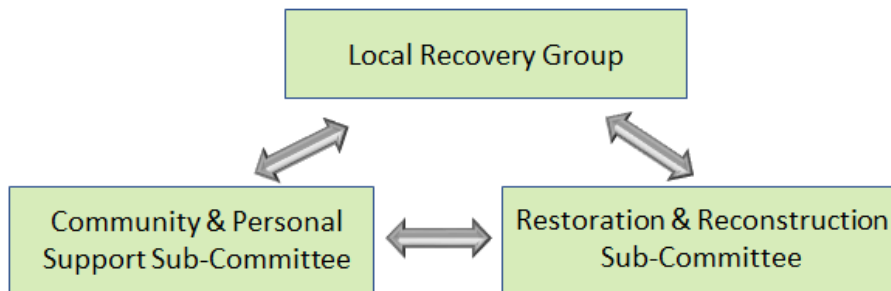 Local Recovery Group
Community & Personal
Support Sub-Committee
Restoration & Reconstruction
Sub-Committee